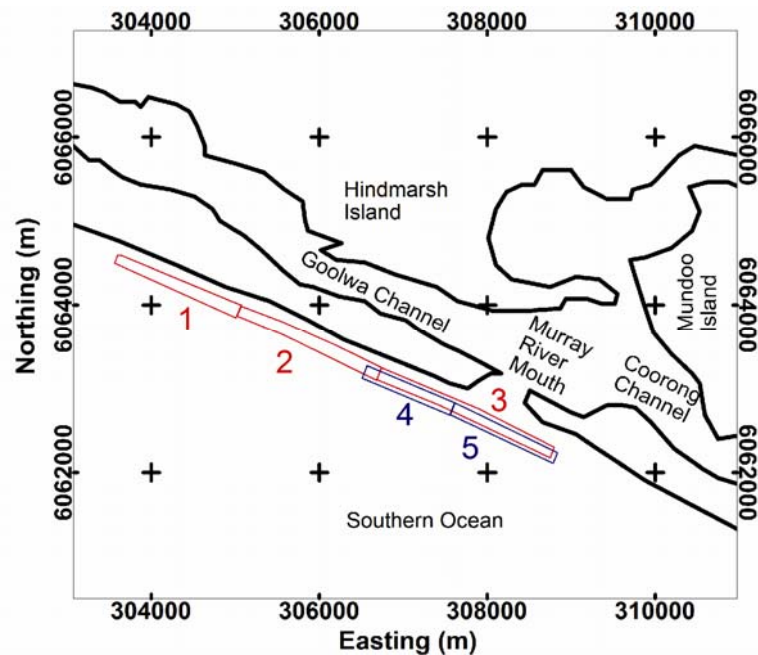 304000 306000 308000 310000
6066000
6066000
Hindmarsh
Island
Goolwa Channel
Northing (m)
6064000
6064000
Mundoo
Island
Murray
River
Mouth
Coorong
Channel
1
2
3
4
5
6062000
6062000
Southern Ocean
304000 306000 308000 310000
Easting (m)